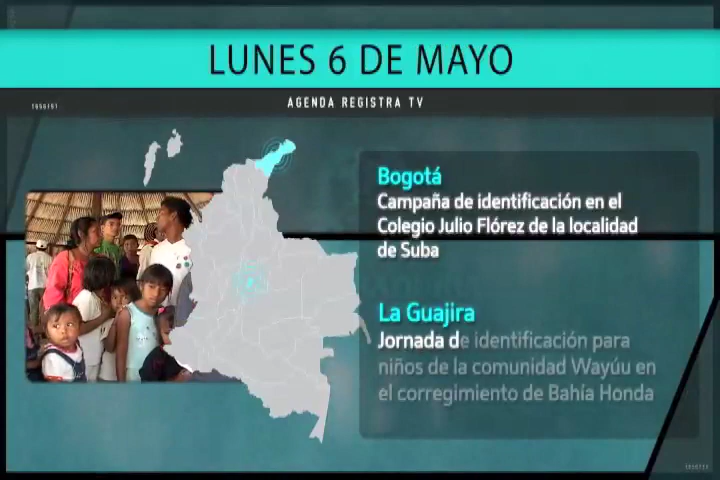 LUNES 6 DE MAYO
AGENDA REGISTRA TV
Bogotá
Campaña de identificación en el
Colegio Julio Flórez de la localidad
de Suba
La Guajira
Jornada de identificación para
niños de la comunidad Wayúu en
el corregimiento de Bahía Honda